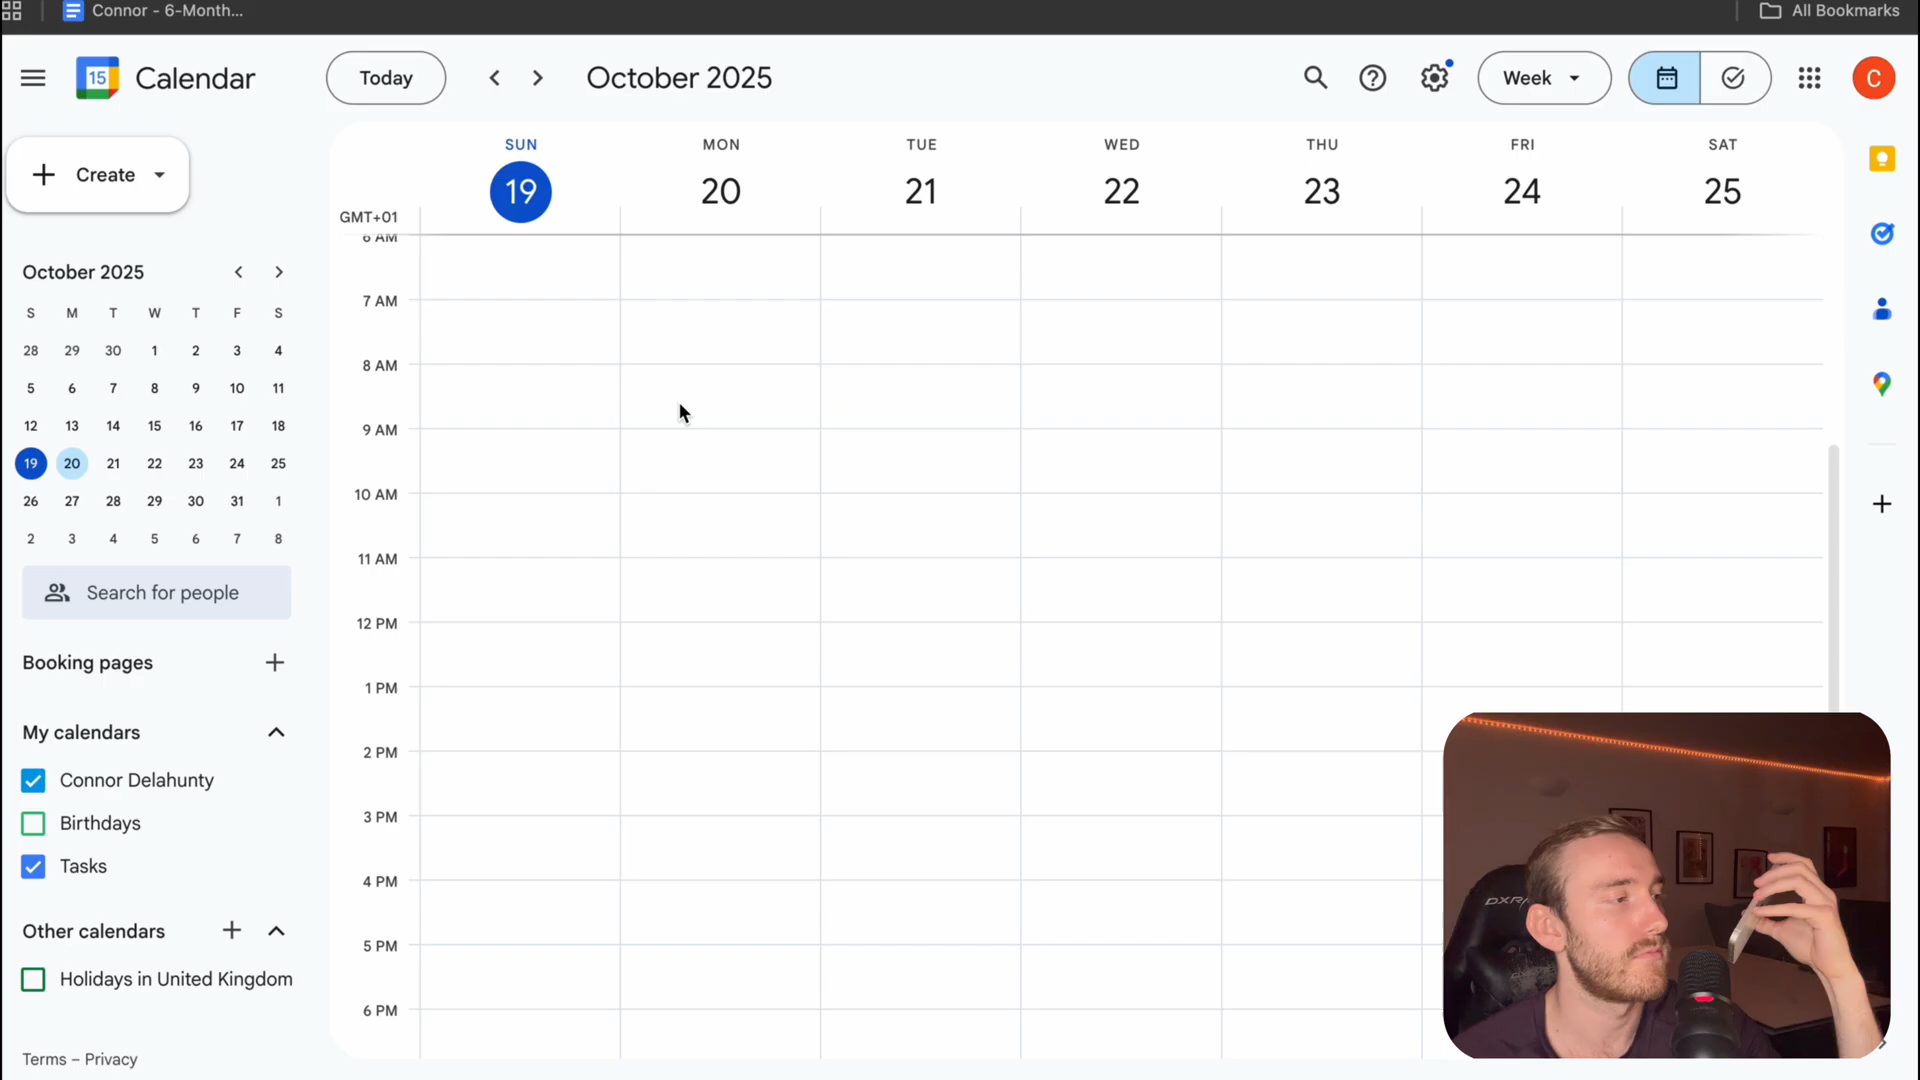 Connor - 6-Month...
All Bookmarks
15
Calendar
Today
October 2025
Week
C
Create
SUN
MON
TUE
WED
THU
FRI
SAT
19
20
21
22
23
24
25
GMT+01
6 AM
7 AM
8 AM
9 AM
10 AM
11 AM
12 PM
1 PM
2 PM
3 PM
4 PM
5 PM
6 PM
October 2025
S M T W T F S
28 29 30 1 2 3 4
5 6 7 8 9 10 11
12 13 14 15 16 17 18
19 20 21 22 23 24 25
26 27 28 29 30 31 1
2 3 4 5 6 7 8
Search for people
Booking pages
My calendars
Connor Delahunty
Birthdays
Tasks
Other calendars
Holidays in United Kingdom
Terms – Privacy